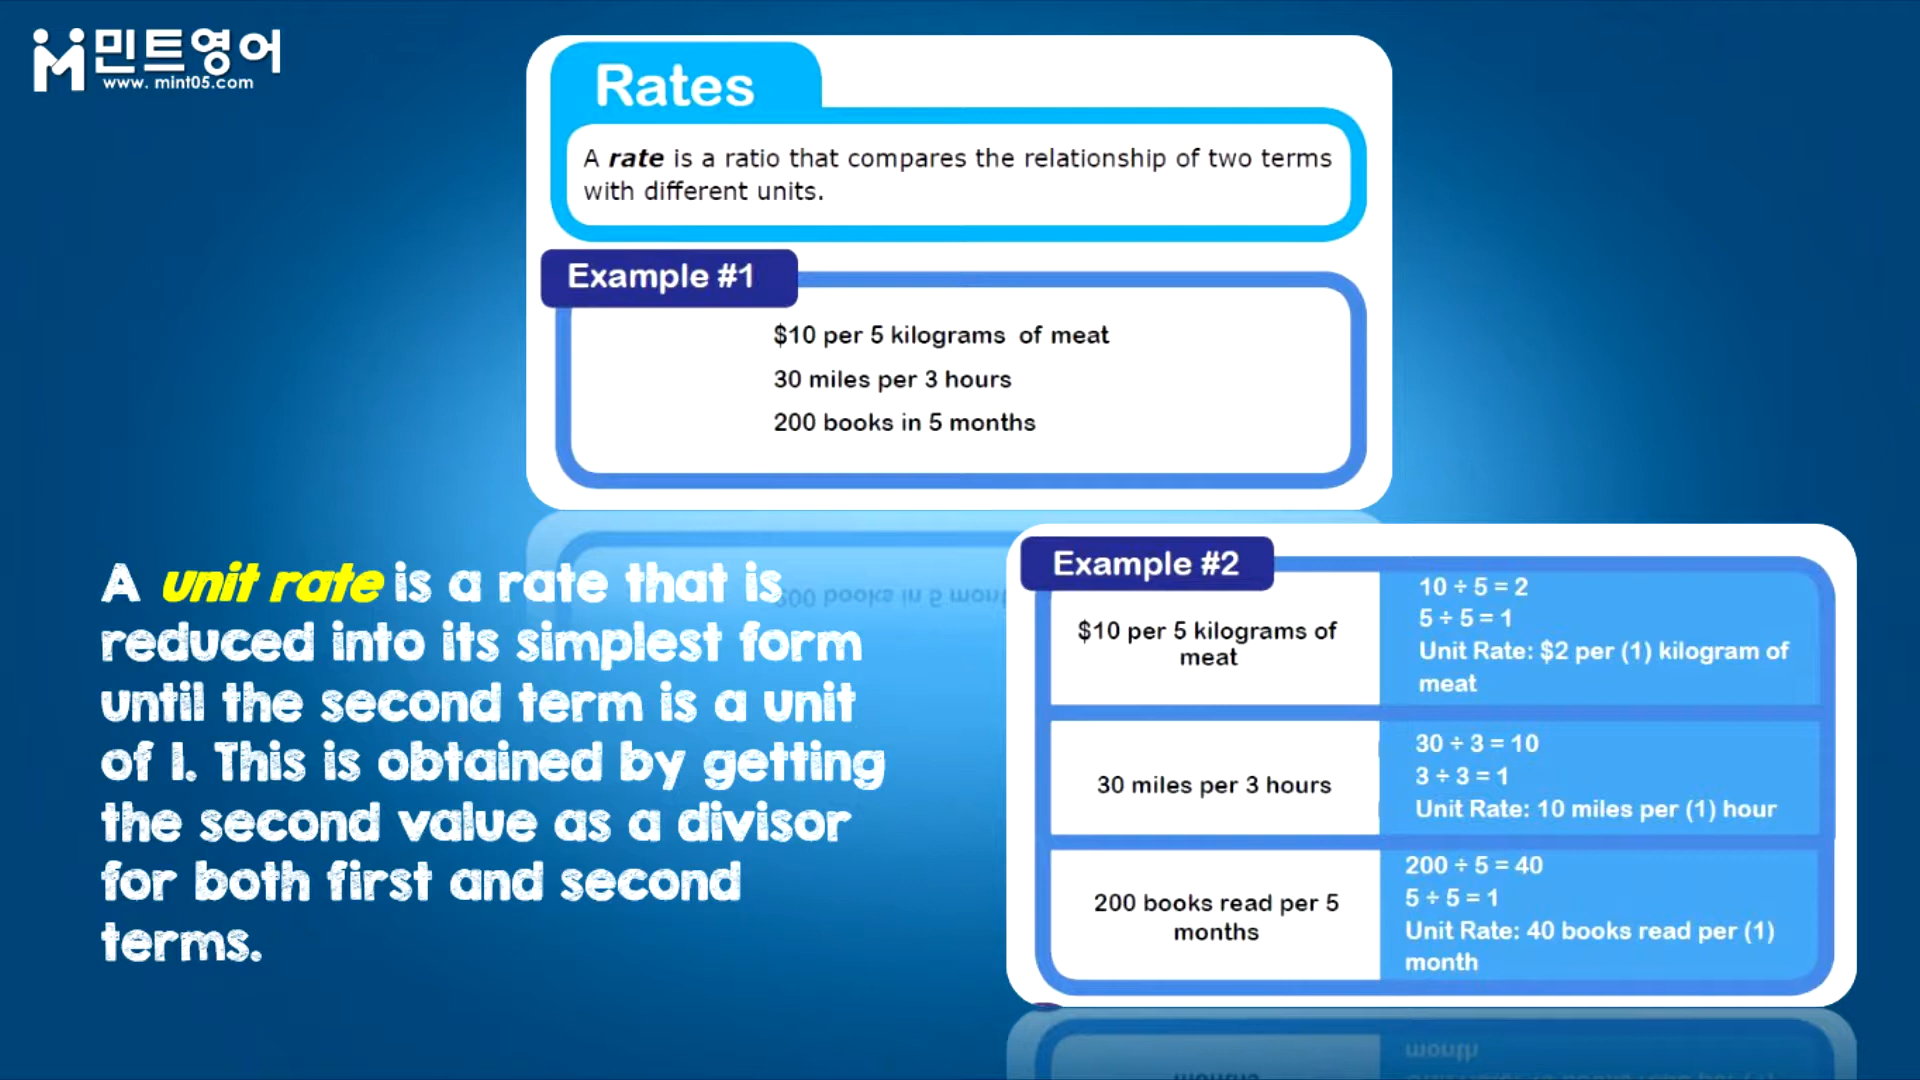 민트영어
www. mint05.com
Rates
A rate is a ratio that compares the relationship of two terms
with different units.
Example #1
$10 per 5 kilograms of meat
30 miles per 3 hours
200 books in 5 months
A unit rate is a rate that is
reduced into its simplest form
until the second term is a unit
of 1. This is obtained by getting
the second value as a divisor
for both first and second
terms.
Example #2
$10 per 5 kilograms of
meat
10 ÷ 5 = 2
5 ÷ 5 = 1
Unit Rate: $2 per (1) kilogram of
meat
30 miles per 3 hours
30 ÷ 3 = 10
3 ÷ 3 = 1
Unit Rate: 10 miles per (1) hour
200 books read per 5
months
200 ÷ 5 = 40
5 ÷ 5 = 1
Unit Rate: 40 books read per (1)
month